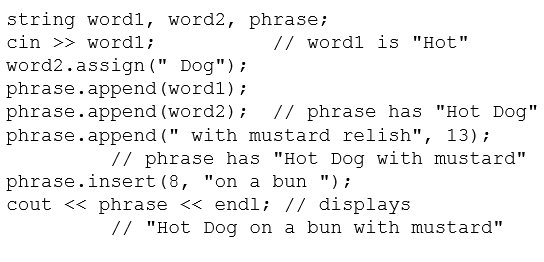 string word1, word2, phrase;
cin >> word1;          // word1 is "Hot"
word2.assign(" Dog");
phrase.append(word1);
phrase.append(word2);  // phrase has "Hot Dog"
phrase.append(" with mustard relish", 13);
         // phrase has "Hot Dog with mustard"
phrase.insert(8, "on a bun ");
cout << phrase << endl; // displays
         // "Hot Dog on a bun with mustard"